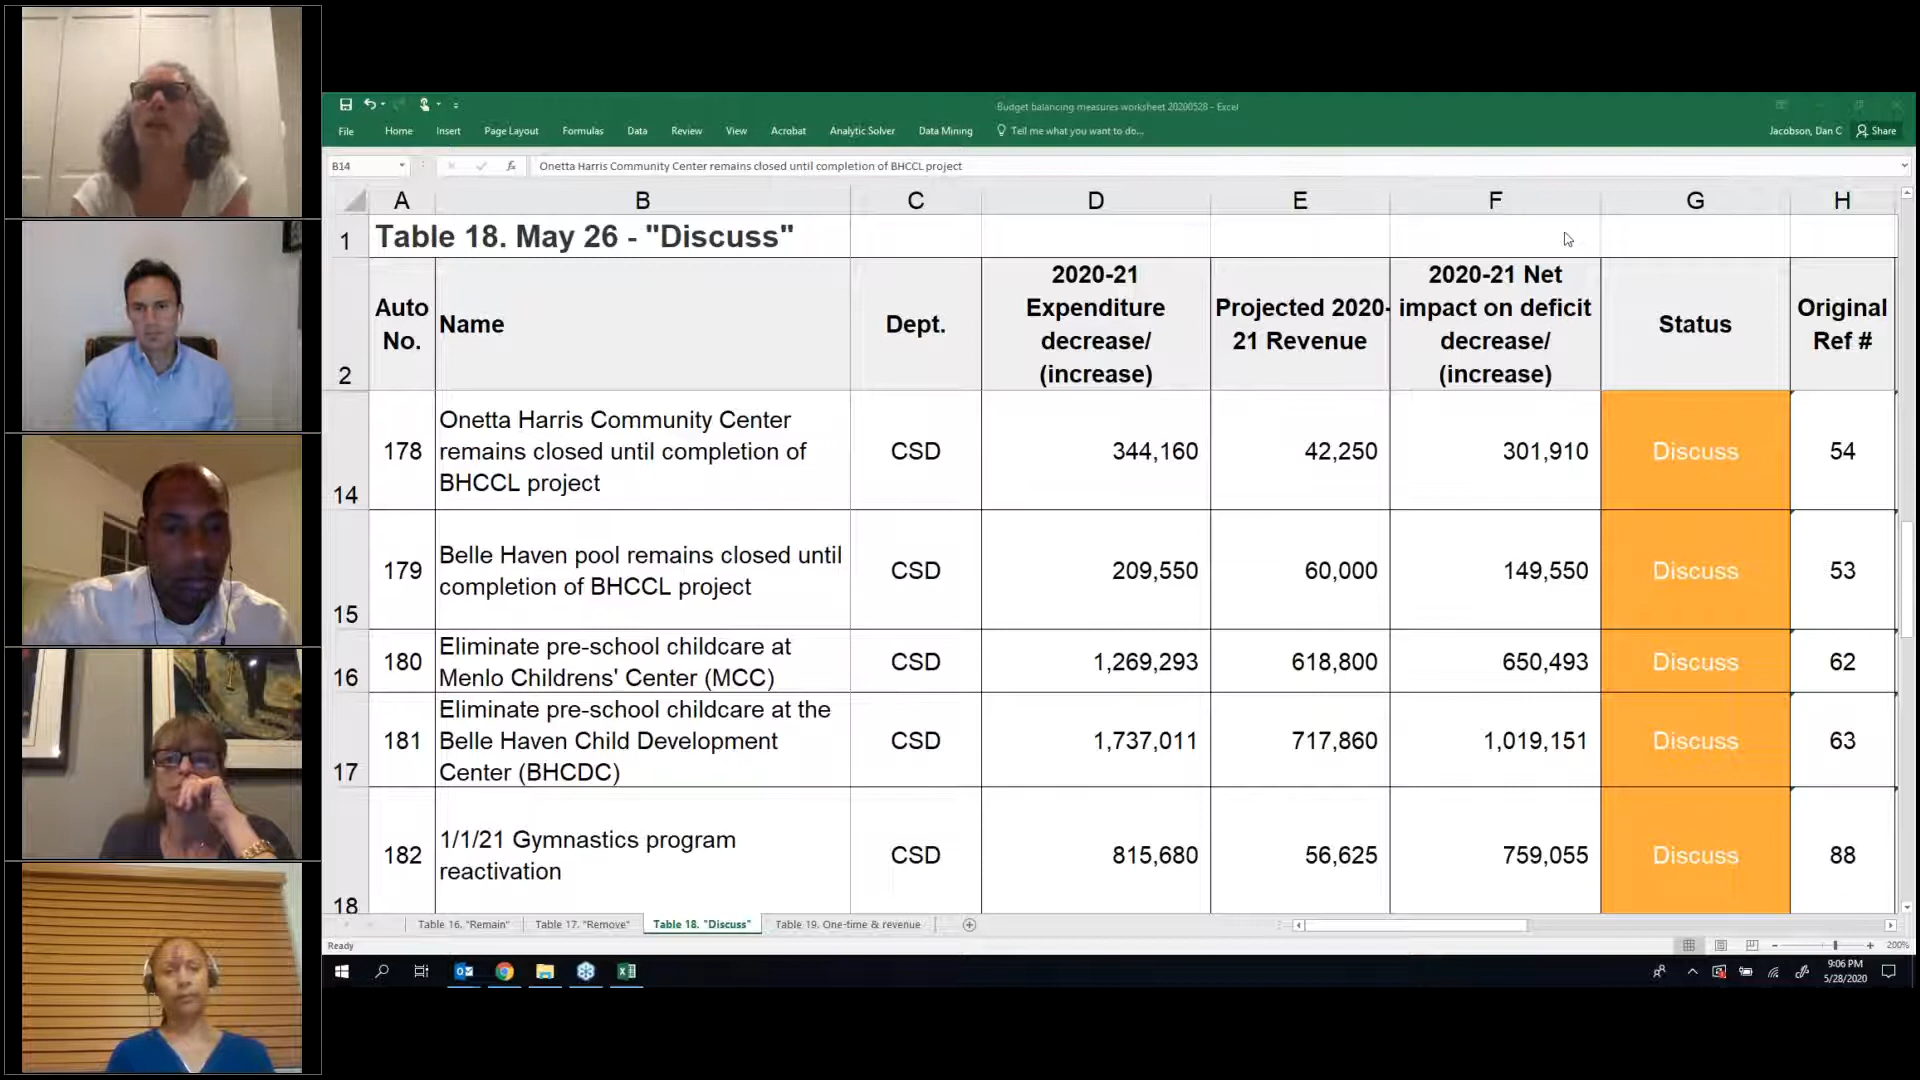 Budget balancing measures worksheet 20200528 - Excel
File Home Insert Page Layout Formulas Data Review View Acrobat Analytic Solver Data Mining Tell me what you want to do... Jacobson, Dan C Share
B14 fx Onetta Harris Community Center remains closed until completion of BHCCL project
A B C D E F G H
1 Table 18. May 26 - "Discuss"
2020-21
2020-21 Net
Expenditure
decrease/
(increase)
Auto
No.
Name
Dept.
Projected 2020-
21 Revenue
impact on deficit
decrease/
(increase)
Status
Original
Ref #
2
Onetta Harris Community Center
178 remains closed until completion of CSD 344,160 42,250 301,910 Discuss 54
BHCCL project
14
Belle Haven pool remains closed until
179 CSD 209,550 60,000 149,550 Discuss 53
completion of BHCCL project
15
Eliminate pre-school childcare at
180 CSD 1,269,293 618,800 650,493 Discuss 62
Menlo Childrens' Center (MCC)
16
Eliminate pre-school childcare at the
181 Belle Haven Child Development CSD 1,737,011 717,860 1,019,151 Discuss 63
Center (BHCDC)
17
1/1/21 Gymnastics program
182 CSD 815,680 56,625 759,055 Discuss 88
reactivation
18
Table 16. "Remain" Table 17. "Remove" Table 18. "Discuss" Table 19. One-time & revenue
Ready 200%
9:06 PM
5/28/2020